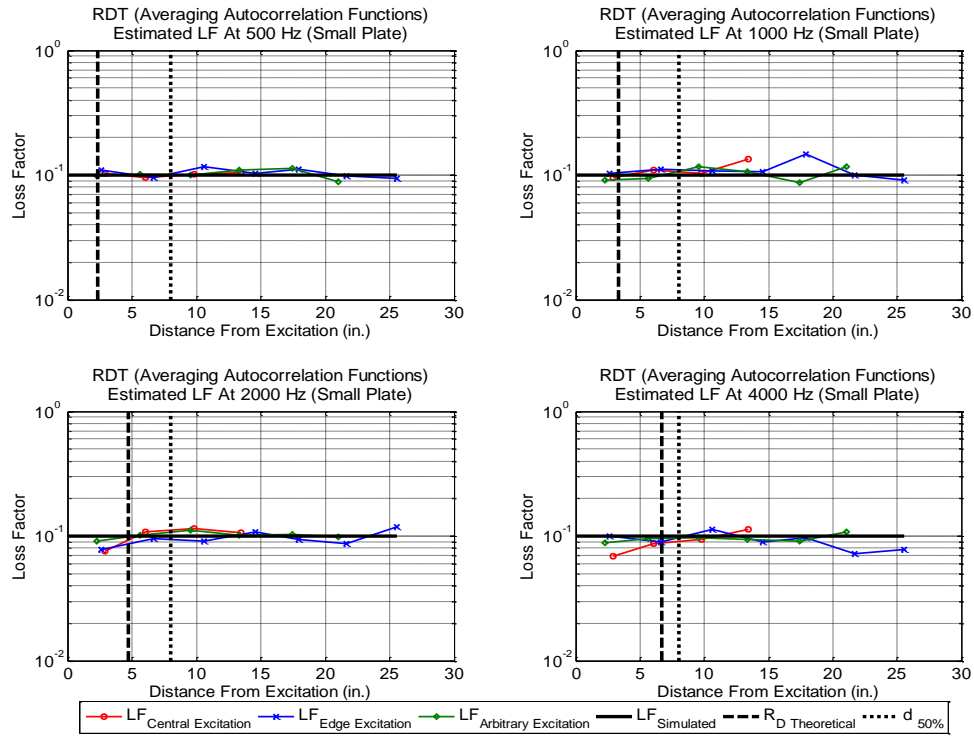 RDT (Averaging Autocorrelation Functions)
Estimated LF At 500 Hz (Small Plate)
10^0
10^-1
10^-2
Loss Factor
0 5 10 15 20 25 30
Distance From Excitation (in.)
RDT (Averaging Autocorrelation Functions)
Estimated LF At 1000 Hz (Small Plate)
10^0
10^-1
10^-2
Loss Factor
0 5 10 15 20 25 30
Distance From Excitation (in.)
RDT (Averaging Autocorrelation Functions)
Estimated LF At 2000 Hz (Small Plate)
10^0
10^-1
10^-2
Loss Factor
0 5 10 15 20 25 30
Distance From Excitation (in.)
RDT (Averaging Autocorrelation Functions)
Estimated LF At 4000 Hz (Small Plate)
10^0
10^-1
10^-2
Loss Factor
0 5 10 15 20 25 30
Distance From Excitation (in.)
LF Central Excitation LF Edge Excitation LF Arbitrary Excitation LF Simulated R D Theoretical d 50%